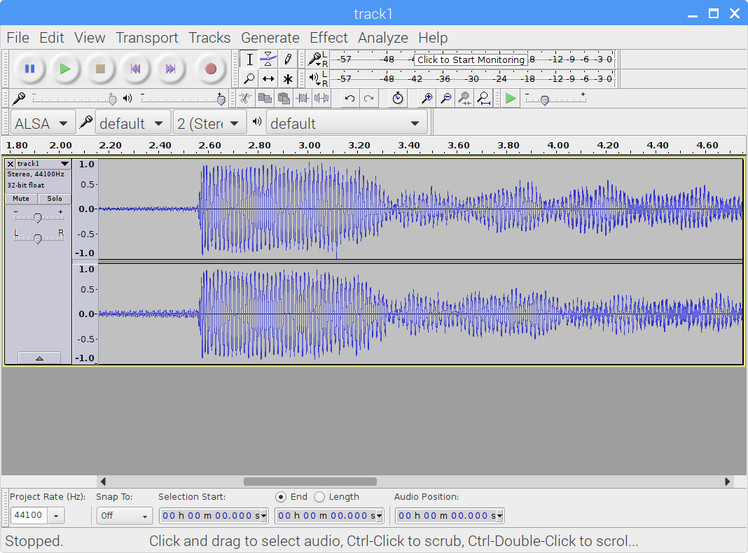 track1
File Edit View Transport Tracks Generate Effect Analyze Help
L R -57 -48 -4 Click to Start Monitoring -18 -12 -9 -6 -3 0
L R -57 -48 -42 -36 -30 -24 -18 -12 -9 -6 -3 0
- + - +
- +
ALSA default 2 (Stere default
1.80 2.00 2.20 2.40 2.60 2.80 3.00 3.20 3.40 3.60 3.80 4.00 4.20 4.40 4.60
track1
Stereo, 44100Hz
32-bit float
Mute Solo
- +
L R
1.0
0.5-
0.0-
-0.5-
-1.0
1.0
0.5-
0.0-
-0.5-
-1.0
Project Rate (Hz): Snap To: Selection Start: End Length Audio Position:
44100 Off 00 h 00 m 00.000 s 00 h 00 m 00.000 s 00 h 00 m 00.000 s
Stopped. Click and drag to select audio, Ctrl-Click to scrub, Ctrl-Double-Click to scrol...